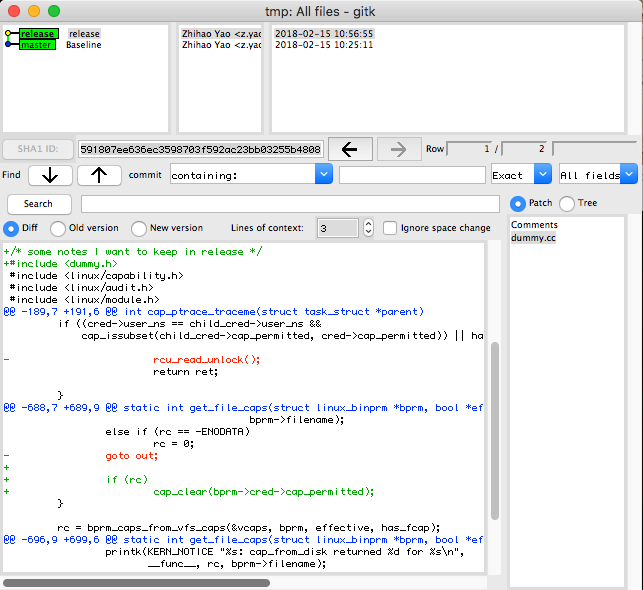 tmp: All files - gitk
release release Zhihao Yao <z.yao 2018-02-15 10:56:55
master Baseline Zhihao Yao <z.yao 2018-02-15 10:25:11
SHA1 ID: 591807ee636ec3598703f592ac23bb03255b4808 Row 1 / 2
Find commit containing: Exact All fields
Search Patch Tree
Diff Old version New version Lines of context: 3 Ignore space change
Comments
dummy.cc
+/* some notes I want to keep in release */
+#include <dummy.h>
#include <linux/capability.h>
#include <linux/audit.h>
#include <linux/module.h>
@@ -189,7 +191,6 @@ int cap_ptrace_traceme(struct task_struct *parent)
if ((cred->user_ns == child_cred->user_ns &&
cap_issubset(child_cred->cap_permitted, cred->cap_permitted)) || ha
- rcu_read_unlock();
return ret;
}
@@ -688,7 +689,9 @@ static int get_file_caps(struct linux_binprm *bprm, bool *ef
bprm->filename);
else if (rc == -ENODATA)
rc = 0;
- goto out;
+
+ if (rc)
+ cap_clear(bprm->cred->cap_permitted);
}
rc = bprm_caps_from_vfs_caps(&vcaps, bprm, effective, has_fcap);
@@ -696,9 +699,6 @@ static int get_file_caps(struct linux_binprm *bprm, bool *ef
printk(KERN_NOTICE "%s: cap_from_disk returned %d for %s\n",
__func__, rc, bprm->filename);